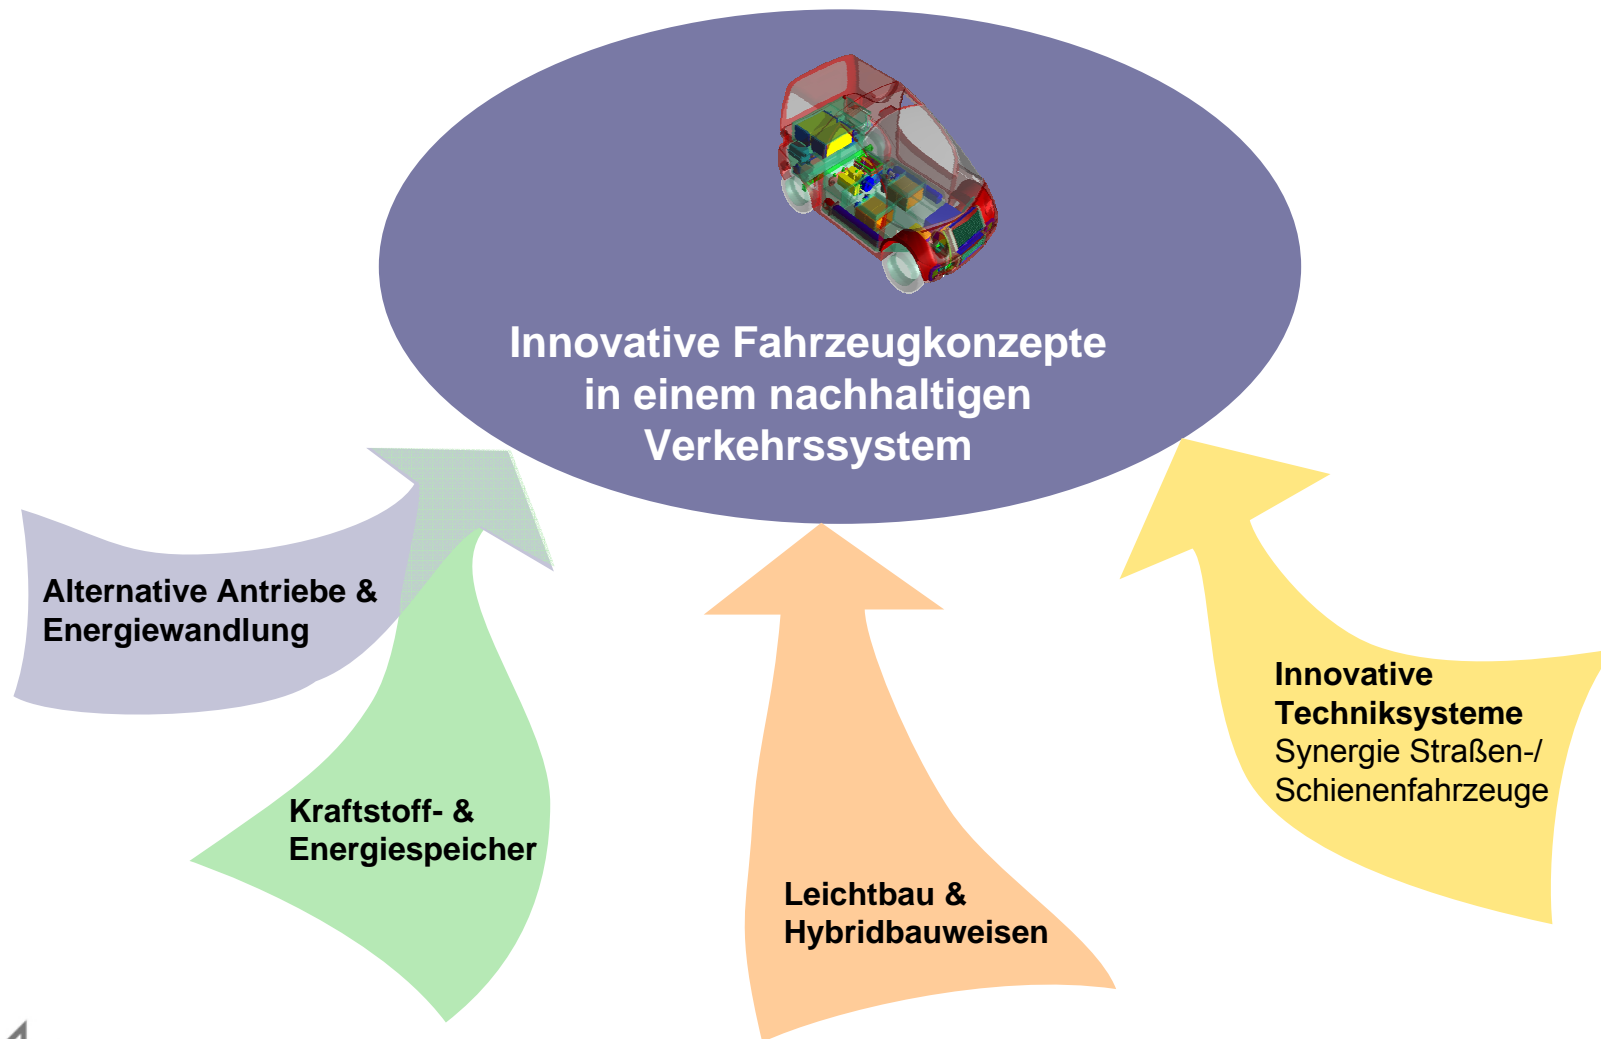 Innovative Fahrzeugkonzepte
in einem nachhaltigen
Verkehrssystem
Alternative Antriebe &
Energiewandlung
Kraftstoff- &
Energiespeicher
Leichtbau &
Hybridbauweisen
Innovative
Techniksysteme
Synergie Straßen-/
Schienenfahrzeuge